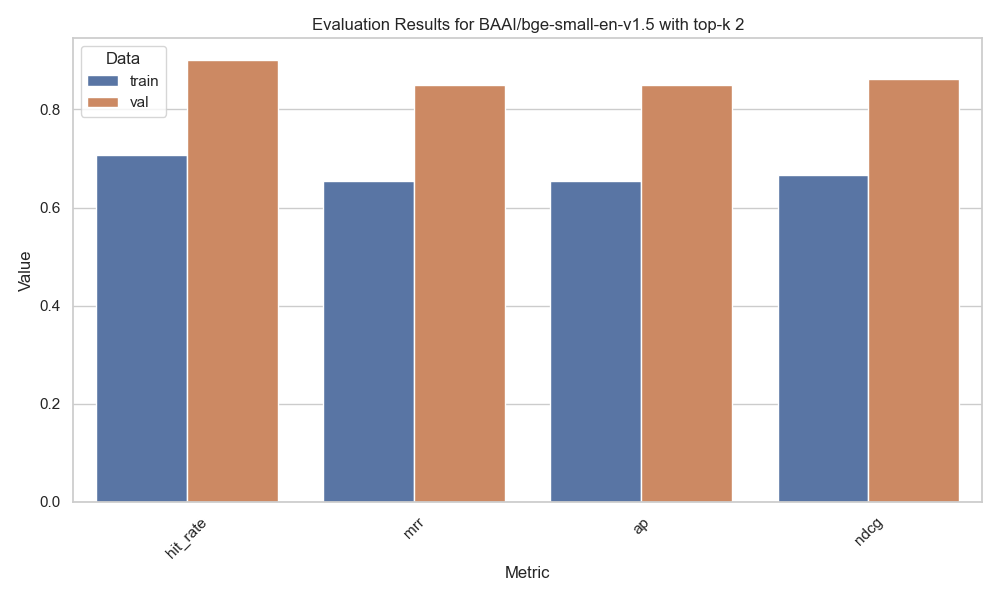 Evaluation Results for BAAI/bge-small-en-v1.5 with top-k 2
Data
train
val
Value
0.8
0.6
0.4
0.2
0.0
hit_rate
mrr
ap
ndcg
Metric